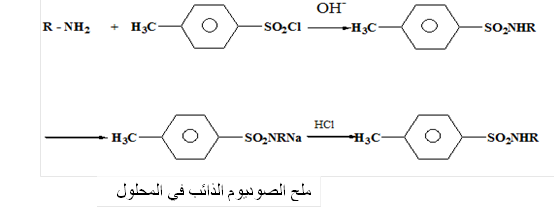 OH⁻
R - NH₂ + H₃C SO₂Cl H₃C SO₂NHR
HCl
H₃C SO₂NRNa H₃C SO₂NHR
ملح الصوديوم الذائب في المحلول